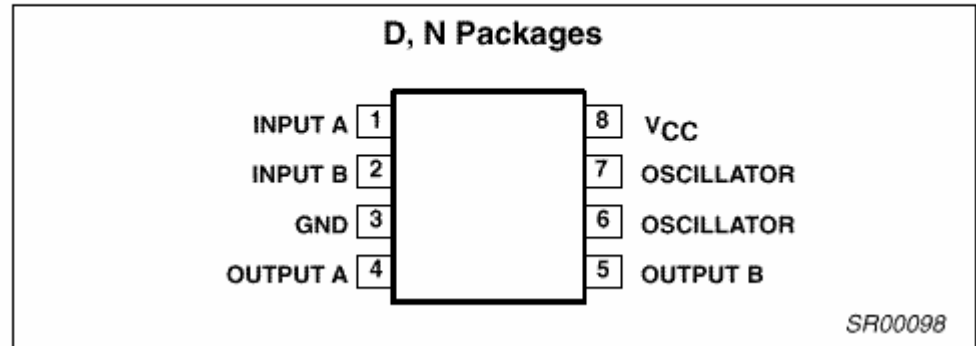 D, N Packages
INPUT A 1 8 VCC
INPUT B 2 7 OSCILLATOR
GND 3 6 OSCILLATOR
OUTPUT A 4 5 OUTPUT B
SR00098